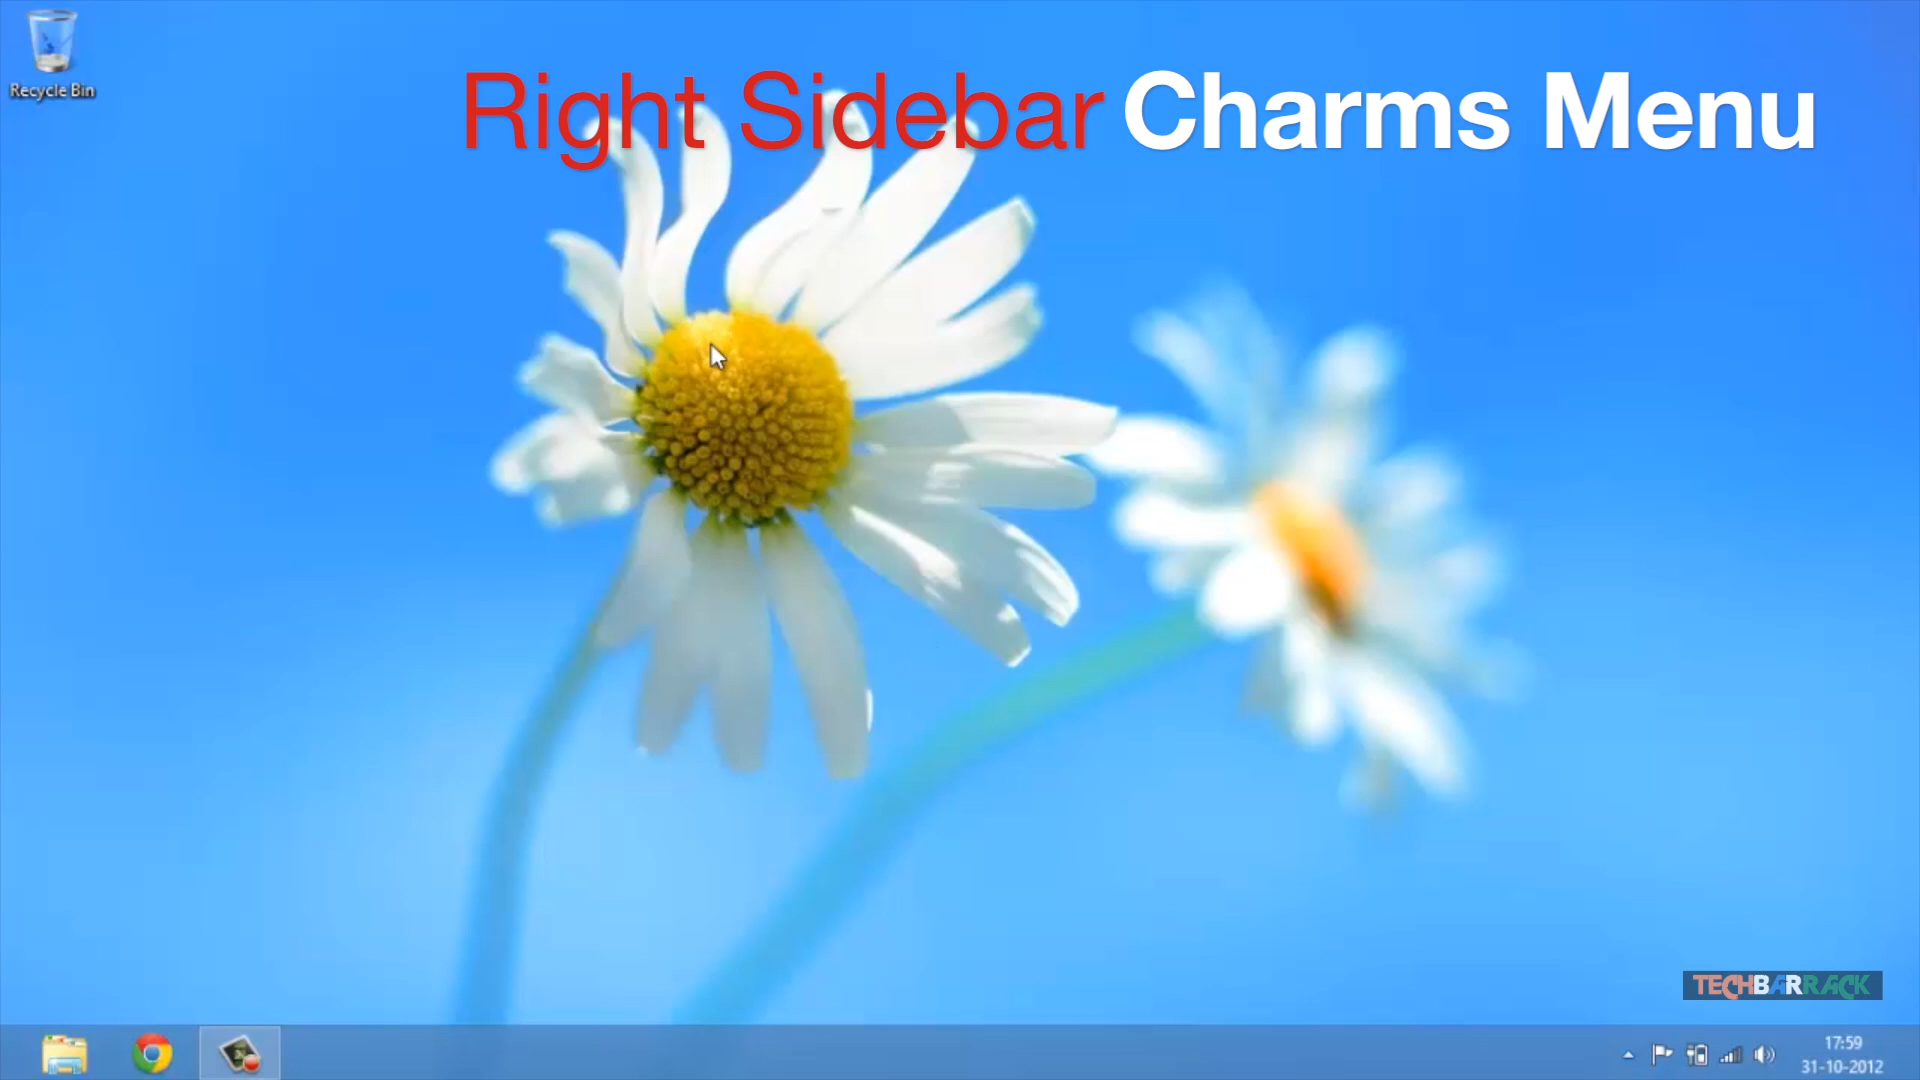 Recycle Bin
Right Sidebar Charms Menu
TECHBARRACK
17:59
31-10-2012